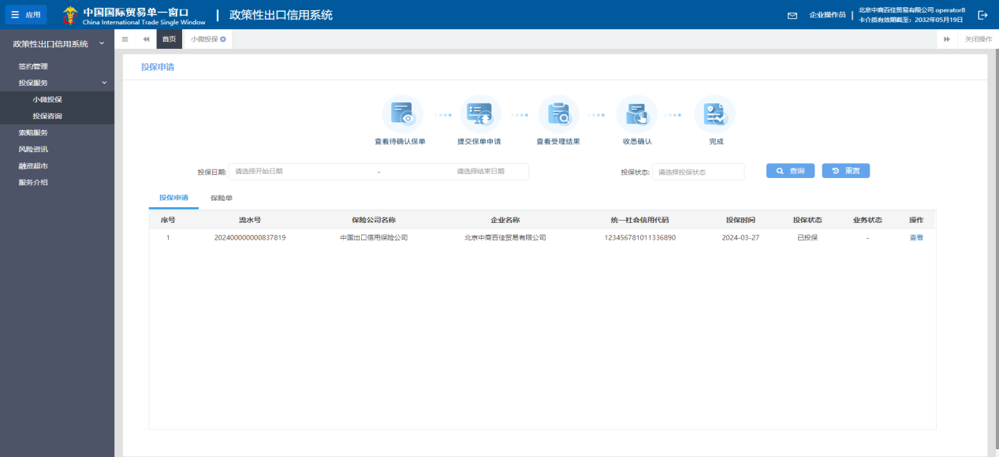 应用
中国国际贸易单一窗口
China International Trade Single Window
政策性出口信用系统
企业操作员
北京中商百佳贸易有限公司 operator8
卡介质有效期截至：2032年05月19日
政策性出口信用系统
首页
小微投保
关闭操作
签约管理
投保服务
小微投保
投保咨询
索赔服务
风险资讯
融资超市
服务介绍
投保申请
查看待确认保单
提交保单申请
查看受理结果
收悉确认
完成
投保日期: 请选择开始日期 - 请选择结束日期 投保状态: 请选择投保状态 查询 重置
投保申请 保险单
序号 流水号 保险公司名称 企业名称 统一社会信用代码 投保时间 投保状态 业务状态 操作
1 202400000000837819 中国出口信用保险公司 北京中商百佳贸易有限公司 123456781011336890 2024-03-27 已投保 - 查看